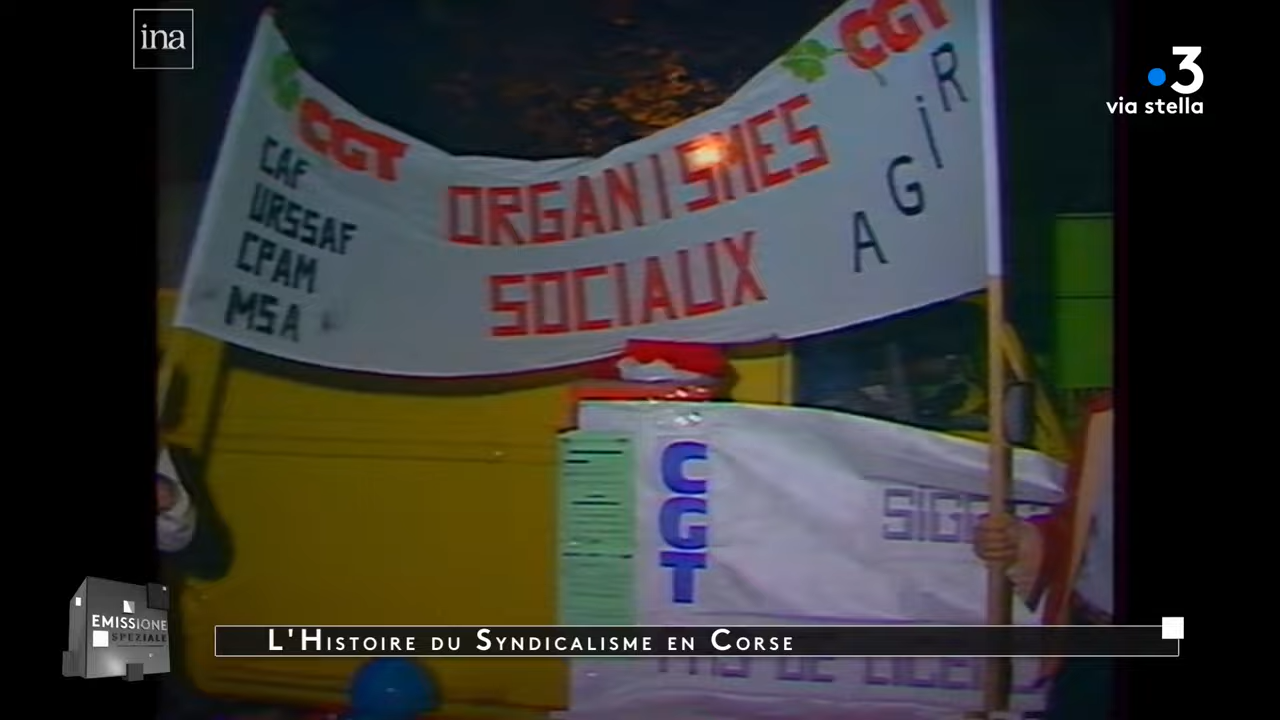 ina
3
via stella
CGT
CGT
CAF
URSSAF
CPAM
MSA
ORGANISMES
SOCIAUX
AGiR
CGT
EMISSIONE
SPEZIALE
L'Histoire du Syndicalisme en Corse